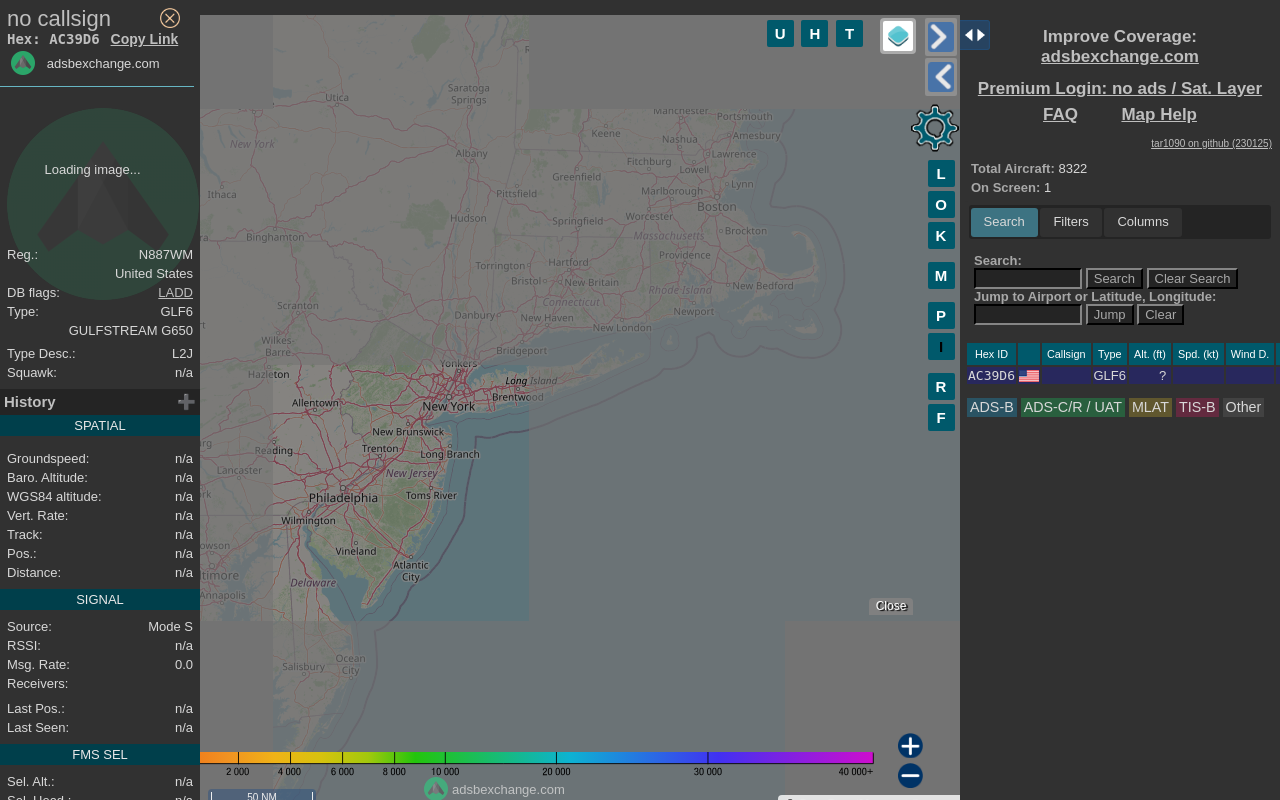 no callsign
Hex: AC39D6 Copy Link
adsbexchange.com
Loading image...
Reg.: N887WM
United States
DB flags: LADD
Type: GLF6
GULFSTREAM G650
Type Desc.: L2J
Squawk: n/a
History
SPATIAL
Groundspeed: n/a
Baro. Altitude: n/a
WGS84 altitude: n/a
Vert. Rate: n/a
Track: n/a
Pos.: n/a
Distance: n/a
SIGNAL
Source: Mode S
RSSI: n/a
Msg. Rate: 0.0
Receivers:
Last Pos.: n/a
Last Seen: n/a
FMS SEL
Sel. Alt.: n/a
Sel. Head.: n/a
U H T
L
O
K
M
P
I
R
F
Utica
Saratoga
Springs
New York
Albany
Ithaca
Binghamton
Hudson
Pittsfield
Greenfield
Keene
Manchester
Nashua
Portsmouth
Amesbury
Lawrence
Fitchburg
Lowell
Marlborough
Lynn
Boston
Worcester
Springfield
Massachusetts
Brockton
Providence
Hartford
Torrington
Bristol
New Britain
Rhode Island
New Bedford
Connecticut
Newport
Danbury
New Haven
New London
Scranton
Wilkes-
Barre
Bridgeport
Hazleton
Yonkers
Long Island
Brentwood
Allentown
New York
New Brunswick
Reading
Trenton
Long Branch
Lancaster
New Jersey
Philadelphia
Toms River
Wilmington
Vineland
Atlantic
City
Delaware
Annapolis
Salisbury
Ocean
City
Close
2 000 4 000 6 000 8 000 10 000 20 000 30 000 40 000+
adsbexchange.com
50 NM
Improve Coverage:
adsbexchange.com
Premium Login: no ads / Sat. Layer
FAQ Map Help
tar1090 on github (230125)
Total Aircraft: 8322
On Screen: 1
Search Filters Columns
Search:
Search Clear Search
Jump to Airport or Latitude, Longitude:
Jump Clear
Hex ID Callsign Type Alt. (ft) Spd. (kt) Wind D.
AC39D6 GLF6 ?
ADS-B ADS-C/R / UAT MLAT TIS-B Other